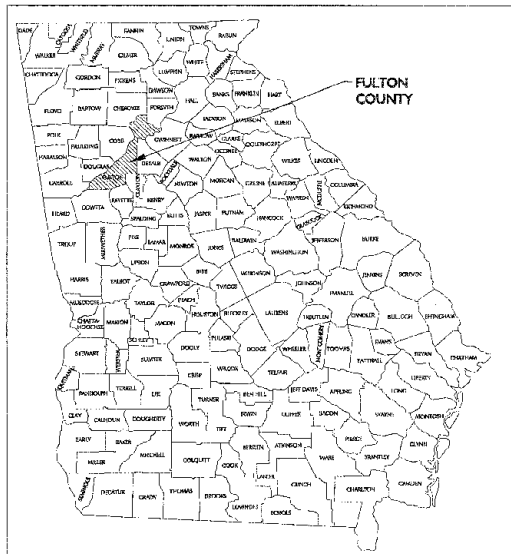 FULTON
COUNTY
DADE
CATOOSA
WHITFIELD
MURRAY
FANNIN
UNION
TOWNS
RABUN
WALKER
GILMER
WHITE
HABERSHAM
STEPHENS
CHATTOOGA
GORDON
PICKENS
LUMPKIN
DAWSON
HALL
BANKS
FRANKLIN
HART
FLOYD
BARTOW
CHEROKEE
FORSYTH
JACKSON
MADISON
ELBERT
POLK
PAULDING
COBB
GWINNETT
BARROW
CLARKE
OCONEE
OGLETHORPE
WILKES
LINCOLN
HARALSON
DOUGLAS
FULTON
DEKALB
ROCKDALE
WALTON
MORGAN
GREENE
COLUMBIA
CARROLL
CLAYTON
NEWTON
WARREN
RICHMOND
HEARD
COWETA
FAYETTE
HENRY
SPALDING
BUTTS
JASPER
PUTNAM
HANCOCK
JEFFERSON
BURKE
TROUP
MERIWETHER
PIKE
LAMAR
MONROE
JONES
BALDWIN
WASHINGTON
HARRIS
TALBOT
UPSON
CRAWFORD
BIBB
TWIGGS
WILKINSON
JOHNSON
JENKINS
SCREVEN
EMANUEL
TAYLOR
PEACH
HOUSTON
BLECKLEY
LAURENS
TREUTLEN
CANDLER
BULLOCH
EFFINGHAM
MARION
MACON
PULASKI
DODGE
WHEELER
MONTGOMERY
TOOMBS
TATTNALL
EVANS
BRYAN
CHATHAM
STEWART
WEBSTER
SCHLEY
SUMTER
DOOLY
WILCOX
TELFAIR
LIBERTY
LONG
RANDOLPH
TERRELL
LEE
CRISP
TURNER
BEN HILL
JEFF DAVIS
APPLING
WAYNE
MCINTOSH
CLAY
CALHOUN
DOUGHERTY
WORTH
TIFT
IRWIN
COFFEE
BACON
PIERCE
EARLY
BAKER
MITCHELL
COLQUITT
COOK
BERRIEN
ATKINSON
WARE
BRANTLEY
GLYNN
MILLER
SEMINOLE
DECATUR
GRADY
THOMAS
BROOKS
LOWNDES
LANIER
CLINCH
ECHOLS
CHARLTON
CAMDEN